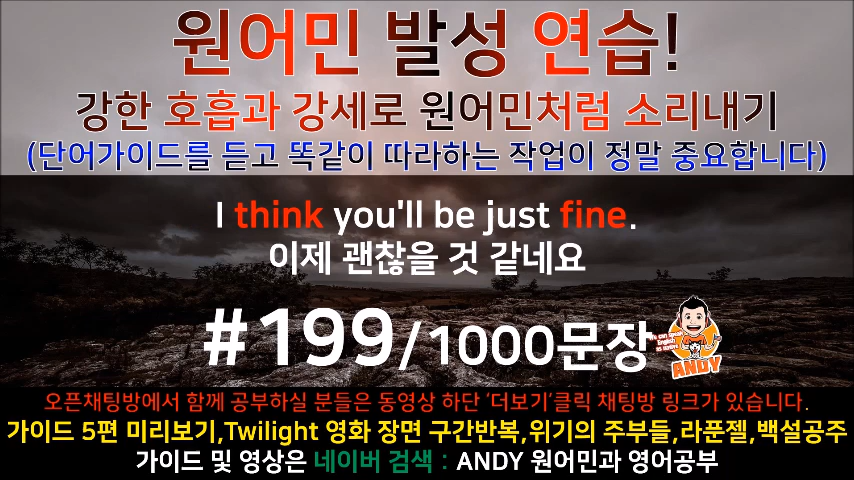 원어민 발성 연습!
강한 호흡과 강세로 원어민처럼 소리내기
(단어가이드를 듣고 똑같이 따라하는 작업이 정말 중요합니다)
I think you'll be just fine.
이제 괜찮을 것 같네요
#199/1000문장
ANDY
오픈채팅방에서 함께 공부하실 분들은 동영상 하단 '더보기'클릭 채팅방 링크가 있습니다.
가이드 5편 미리보기,Twilight 영화 장면 구간반복,위기의 주부들,라푼젤,백설공주
가이드 및 영상은 네이버 검색 : ANDY 원어민과 영어공부